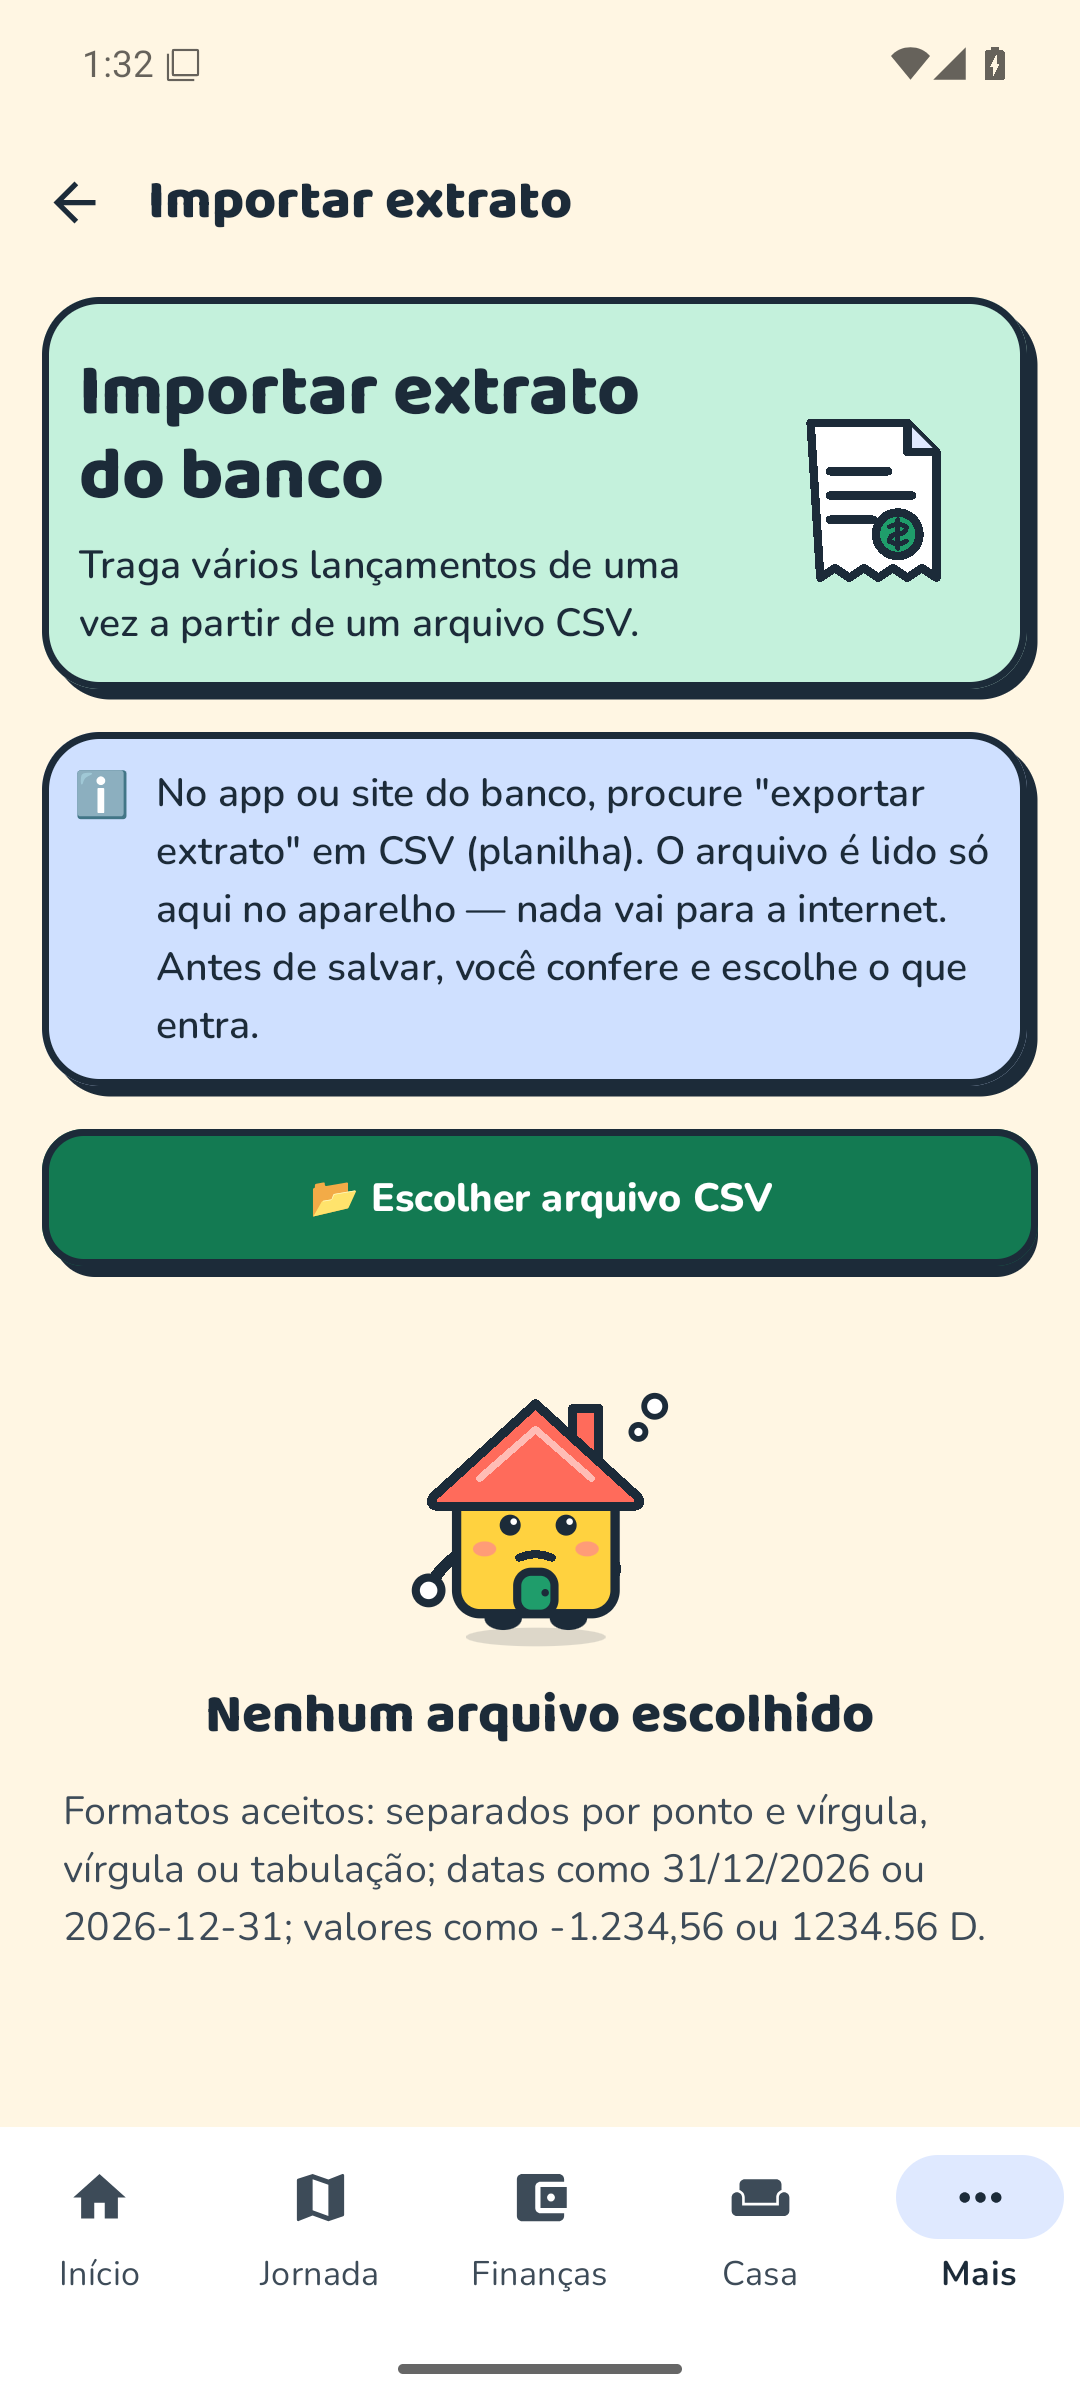 1:32
Importar extrato
Importar extrato
do banco
Traga vários lançamentos de uma
vez a partir de um arquivo CSV.
No app ou site do banco, procure "exportar
extrato" em CSV (planilha). O arquivo é lido só
aqui no aparelho — nada vai para a internet.
Antes de salvar, você confere e escolhe o que
entra.
Escolher arquivo CSV
Nenhum arquivo escolhido
Formatos aceitos: separados por ponto e vírgula,
vírgula ou tabulação; datas como 31/12/2026 ou
2026-12-31; valores como -1.234,56 ou 1234.56 D.
Início
Jornada
Finanças
Casa
Mais